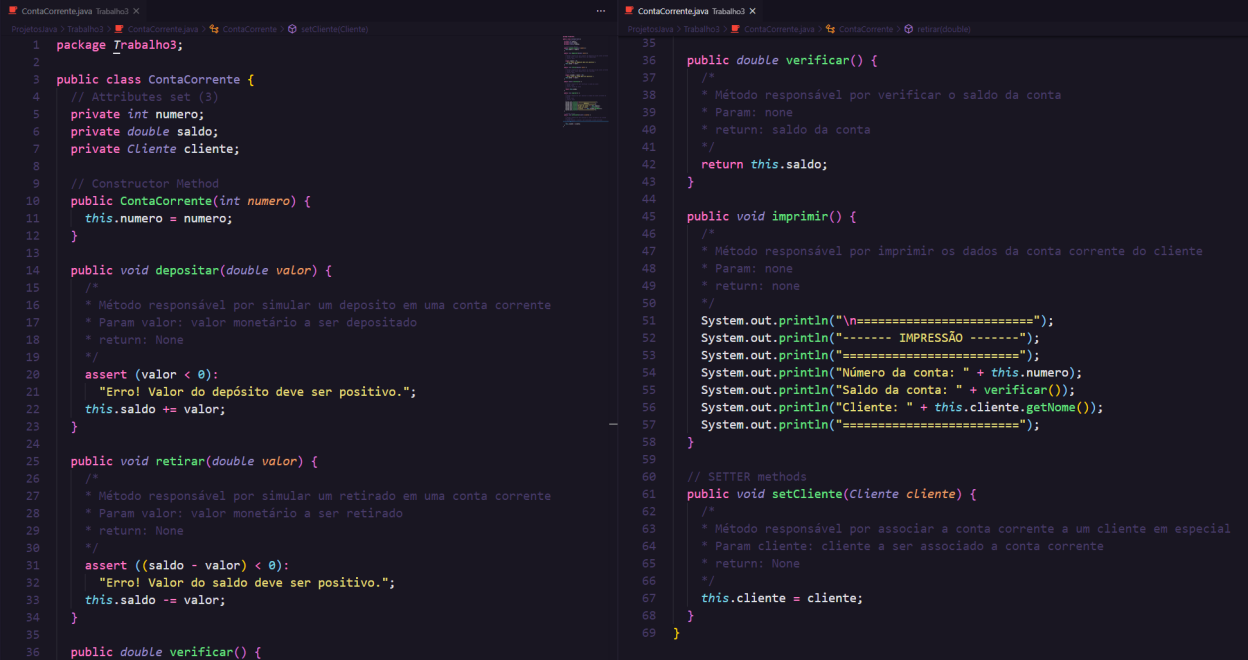 ContaCorrente.java Trabalho3
ProjetosJava > Trabalho3 > ContaCorrente.java > ContaCorrente > setCliente(Cliente)
1 package Trabalho3;
2
3 public class ContaCorrente {
4 // Attributes set (3)
5 private int numero;
6 private double saldo;
7 private Cliente cliente;
8
9 // Constructor Method
10 public ContaCorrente(int numero) {
11 this.numero = numero;
12 }
13
14 public void depositar(double valor) {
15 /*
16 * Método responsável por simular um deposito em uma conta corrente
17 * Param valor: valor monetário a ser depositado
18 * return: None
19 */
20 assert (valor < 0):
21 "Erro! Valor do depósito deve ser positivo.";
22 this.saldo += valor;
23 }
24
25 public void retirar(double valor) {
26 /*
27 * Método responsável por simular um retirado em uma conta corrente
28 * Param valor: valor monetário a ser retirado
29 * return: None
30 */
31 assert ((saldo - valor) < 0):
32 "Erro! Valor do saldo deve ser positivo.";
33 this.saldo -= valor;
34 }
35
36 public double verificar() {
ContaCorrente.java Trabalho3
ProjetosJava > Trabalho3 > ContaCorrente.java > ContaCorrente > retirar(double)
35
36 public double verificar() {
37 /*
38 * Método responsável por verificar o saldo da conta
39 * Param: none
40 * return: saldo da conta
41 */
42 return this.saldo;
43 }
44
45 public void imprimir() {
46 /*
47 * Método responsável por imprimir os dados da conta corrente do cliente
48 * Param: none
49 * return: none
50 */
51 System.out.println("\n=========================");
52 System.out.println("------- IMPRESSÃO -------");
53 System.out.println("=========================");
54 System.out.println("Número da conta: " + this.numero);
55 System.out.println("Saldo da conta: " + verificar());
56 System.out.println("Cliente: " + this.cliente.getNome());
57 System.out.println("=========================");
58 }
59
60 // SETTER methods
61 public void setCliente(Cliente cliente) {
62 /*
63 * Método responsável por associar a conta corrente a um cliente em especial
64 * Param cliente: cliente a ser associado a conta corrente
65 * return: None
66 */
67 this.cliente = cliente;
68 }
69 }